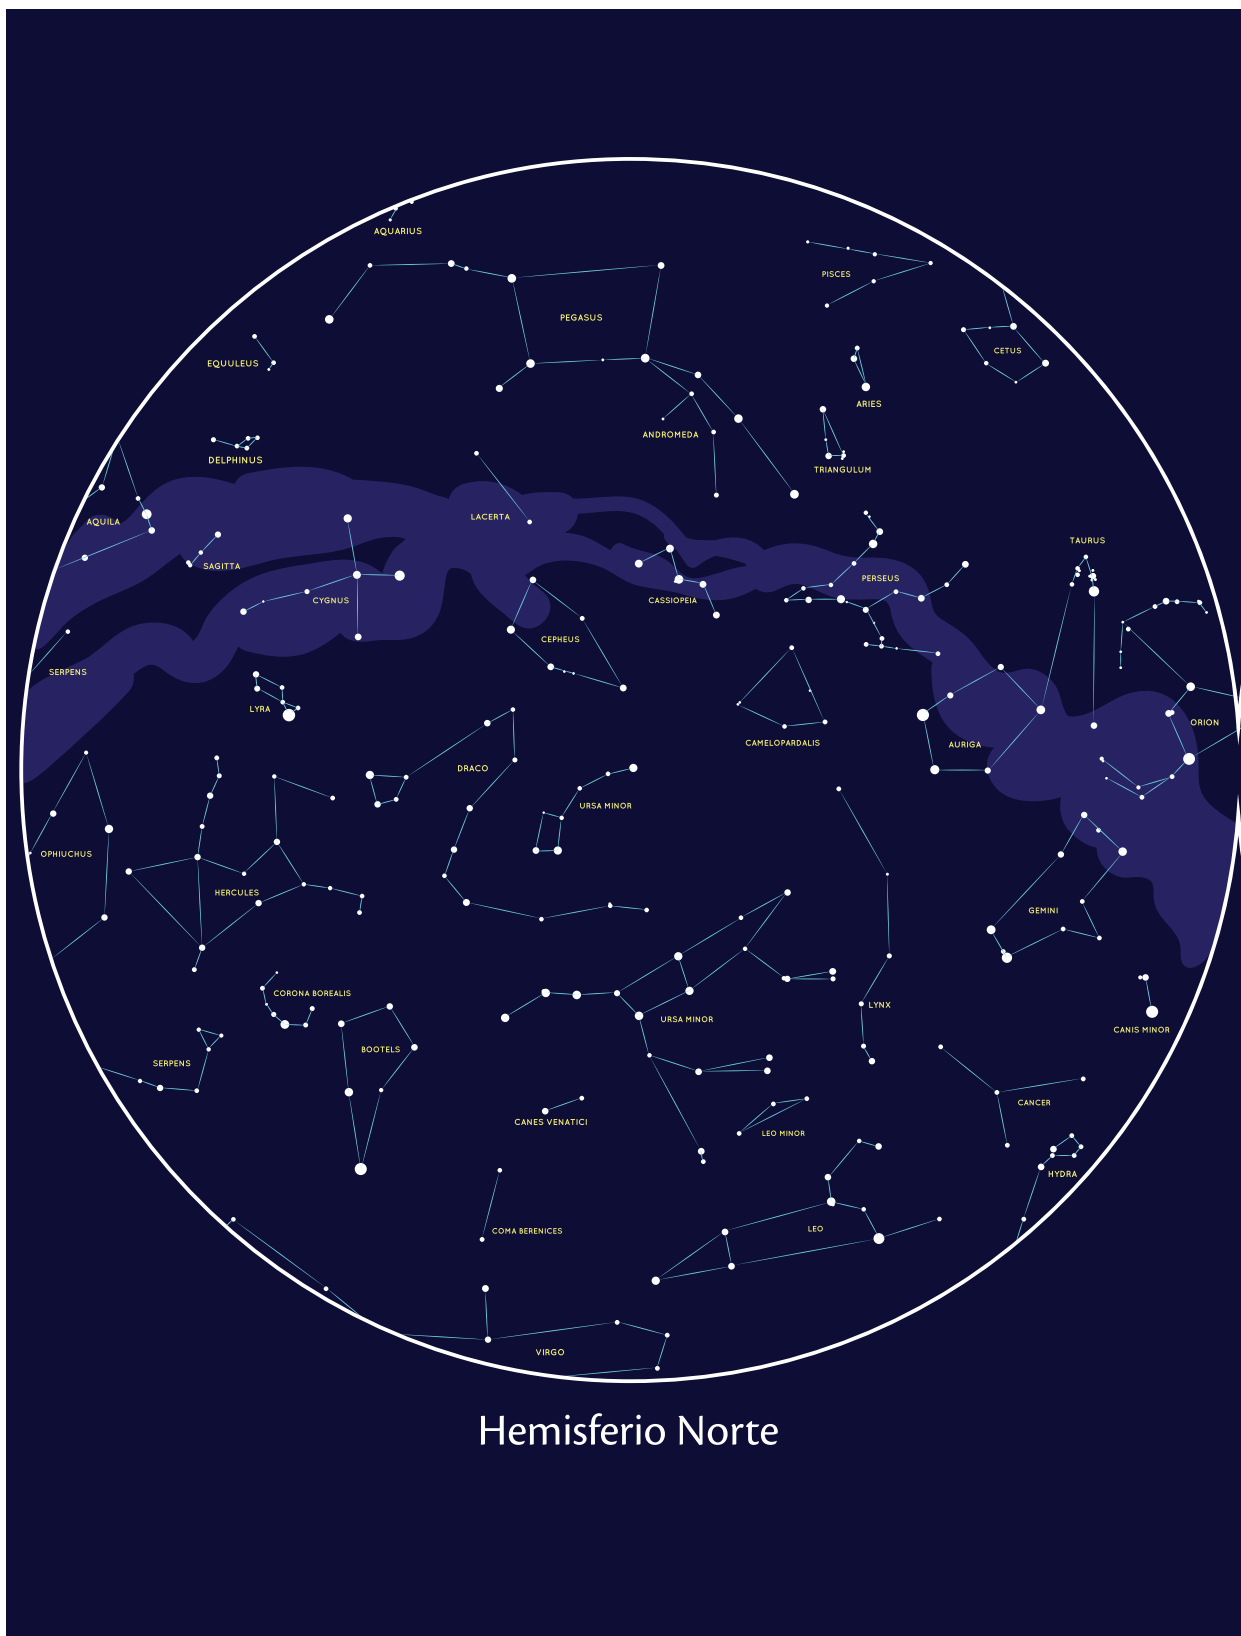 AQUARIUS
PISCES
PEGASUS
CETUS
EQUULEUS
ARIES
ANDROMEDA
DELPHINUS
TRIANGULUM
LACERTA
AQUILA
TAURUS
SAGITTA
PERSEUS
CYGNUS
CASSIOPEIA
CEPHEUS
SERPENS
LYRA
ORION
CAMELOPARDALIS
AURIGA
DRACO
URSA MINOR
OPHIUCHUS
HERCULES
GEMINI
CORONA BOREALIS
LYNX
URSA MINOR
CANIS MINOR
BOOTELS
SERPENS
CANCER
CANES VENATICI
LEO MINOR
HYDRA
LEO
COMA BERENICES
VIRGO
Hemisferio Norte